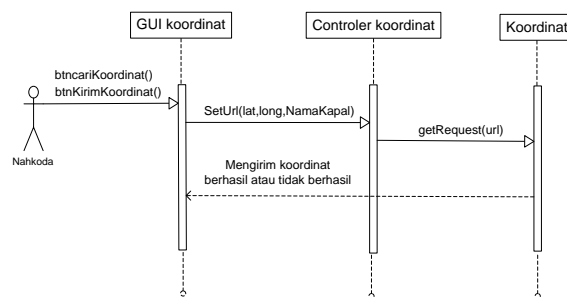 GUI koordinat
Controler koordinat
Koordinat
btncariKoordinat()
btnKirimKoordinat()
SetUrl(lat,long,NamaKapal)
getRequest(url)
Nahkoda
Mengirim koordinat
berhasil atau tidak berhasil